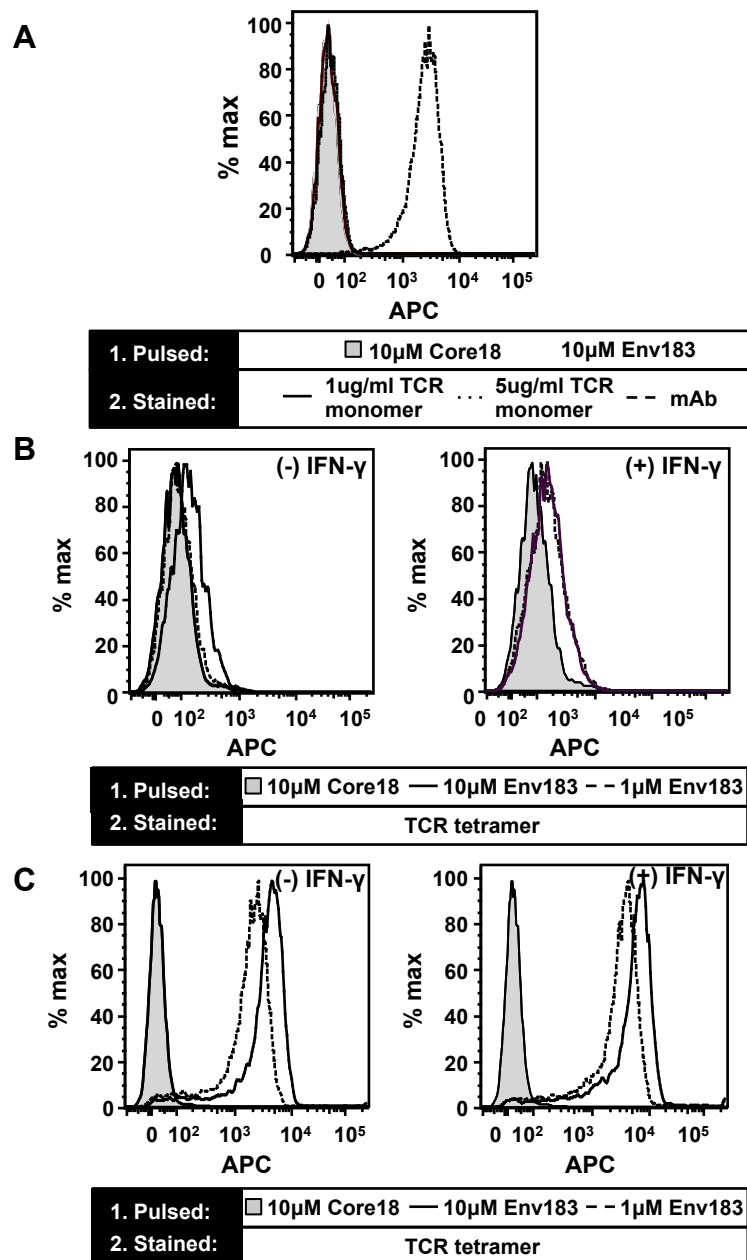 A
% max
100
80
60
40
20
0
0 10² 10³ 10⁴ 10⁵
APC
1. Pulsed: 10µM Core18 10µM Env183
2. Stained: 1ug/ml TCR monomer 5ug/ml TCR monomer mAb
B
(-) IFN-γ
% max
100
80
60
40
20
0
0 10² 10³ 10⁴ 10⁵
APC
(+) IFN-γ
% max
100
80
60
40
20
0
0 10² 10³ 10⁴ 10⁵
APC
1. Pulsed: 10µM Core18 10µM Env183 1µM Env183
2. Stained: TCR tetramer
C
(-) IFN-γ
% max
100
80
60
40
20
0
0 10² 10³ 10⁴ 10⁵
APC
(+) IFN-γ
% max
100
80
60
40
20
0
0 10² 10³ 10⁴ 10⁵
APC
1. Pulsed: 10µM Core18 10µM Env183 1µM Env183
2. Stained: TCR tetramer